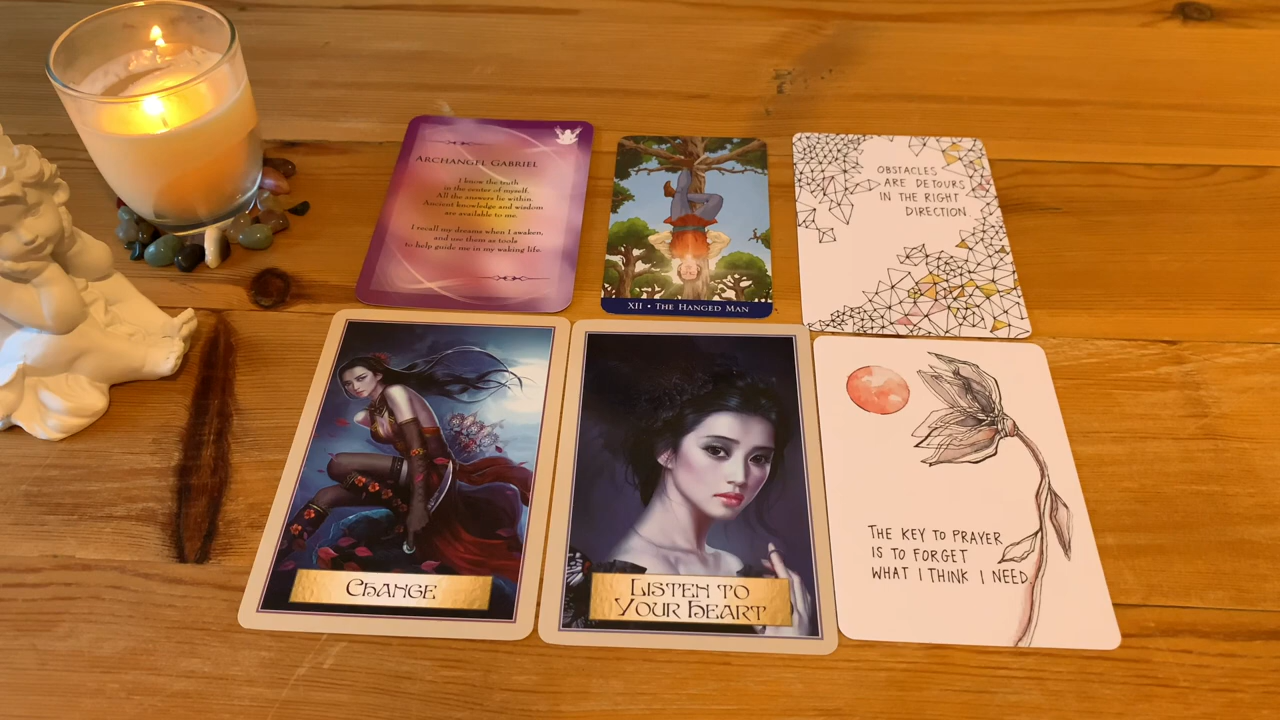 ARCHANGEL GABRIEL
I know the truth
in the center of myself.
All the answers lie within.
Ancient knowledge and wisdom
are available to me.
I recall my dreams when I awaken,
and use them as tools
to help guide me in my waking life.
XII • THE HANGED MAN
OBSTACLES
ARE DETOURS
IN THE RIGHT
DIRECTION.
CHANGE
LISTEN TO
YOUR HEART
THE KEY TO PRAYER
IS TO FORGET
WHAT I THINK I NEED.